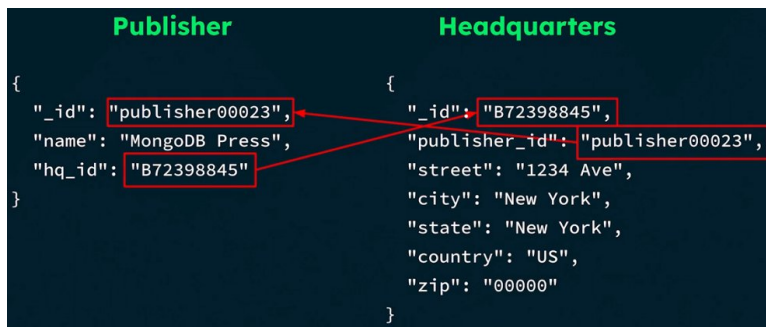 Publisher
{
"_id": "publisher00023",
"name": "MongoDB Press",
"hq_id": "B72398845"
}
Headquarters
{
"_id": "B72398845",
"publisher_id": "publisher00023",
"street": "1234 Ave",
"city": "New York",
"state": "New York",
"country": "US",
"zip": "00000"
}